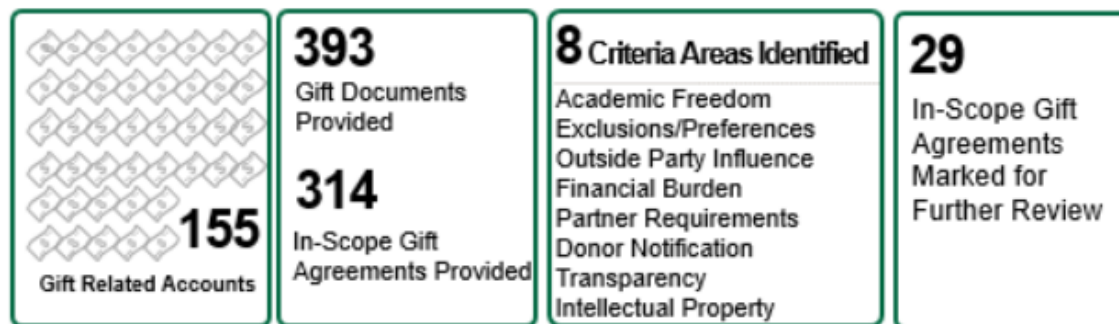 155
Gift Related Accounts
393
Gift Documents
Provided
314
In-Scope Gift
Agreements Provided
8 Criteria Areas Identified
Academic Freedom
Exclusions/Preferences
Outside Party Influence
Financial Burden
Partner Requirements
Donor Notification
Transparency
Intellectual Property
29
In-Scope Gift
Agreements
Marked for
Further Review